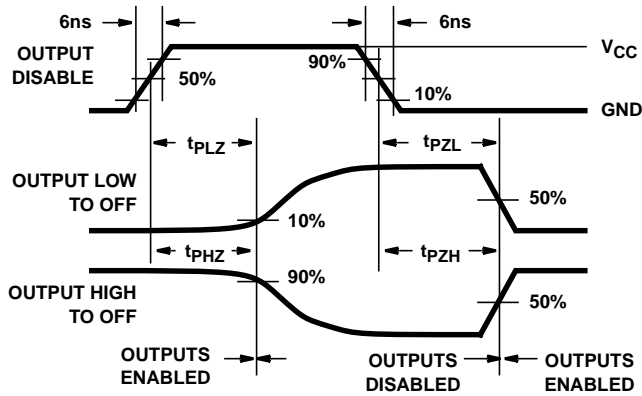 6ns
6ns
OUTPUT
DISABLE
90%
50%
10%
VCC
GND
tPLZ
tPZL
OUTPUT LOW
TO OFF
10%
50%
tPHZ
tPZH
OUTPUT HIGH
TO OFF
90%
50%
OUTPUTS
ENABLED
OUTPUTS
DISABLED
OUTPUTS
ENABLED